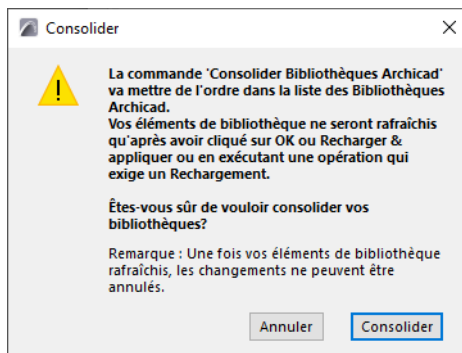 Consolider
La commande 'Consolider Bibliothèques Archicad'
va mettre de l'ordre dans la liste des Bibliothèques
Archicad.
Vos éléments de bibliothèque ne seront rafraîchis
qu'après avoir cliqué sur OK ou Recharger &
appliquer ou en exécutant une opération qui
exige un Rechargement.
Êtes-vous sûr de vouloir consolider vos
bibliothèques?
Remarque : Une fois vos éléments de bibliothèque
rafraîchis, les changements ne peuvent être
annulés.
Annuler Consolider